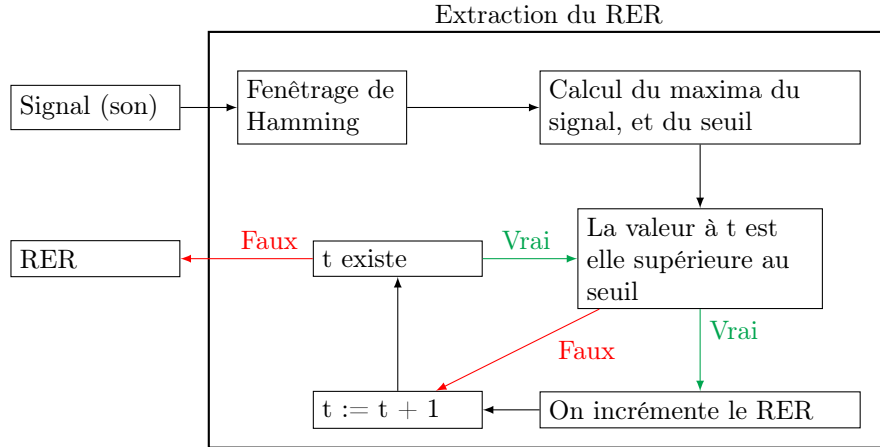 Extraction du RER
Signal (son)
Fenêtrage de
Hamming
Calcul du maxima du
signal, et du seuil
RER
Faux
t existe
Vrai
La valeur à t est
elle supérieure au
seuil
Faux
Vrai
t := t + 1
On incrémente le RER